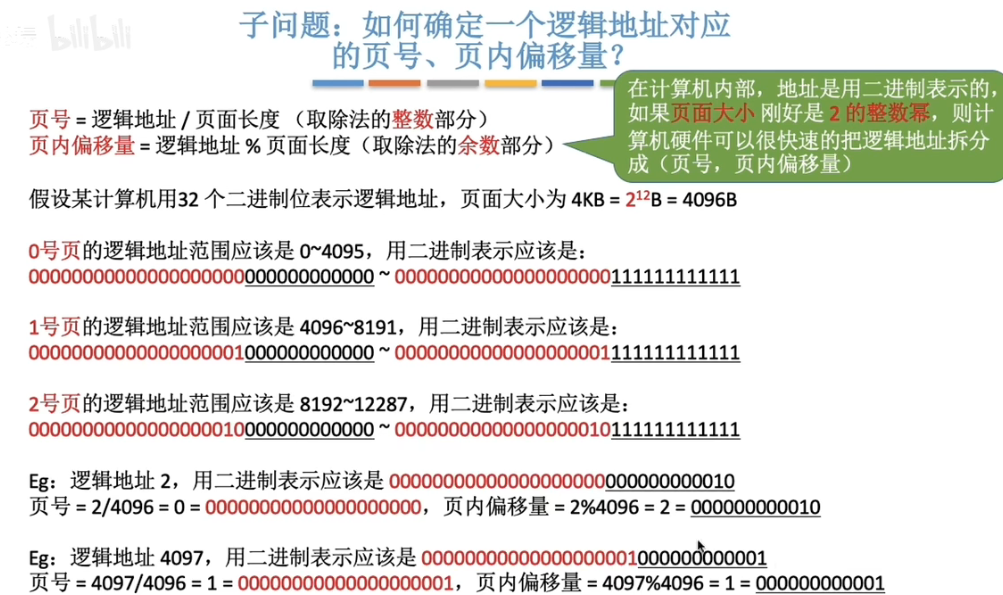 bilibili
子问题：如何确定一个逻辑地址对应
的页号、页内偏移量？
在计算机内部，地址是用二进制表示的，
如果页面大小 刚好是 2 的整数幂，则计
算机硬件可以很快速的把逻辑地址拆分
成（页号，页内偏移量）
页号 = 逻辑地址 / 页面长度 （取除法的整数部分）
页内偏移量 = 逻辑地址 % 页面长度（取除法的余数部分）
假设某计算机用32 个二进制位表示逻辑地址，页面大小为 4KB = 2¹²B = 4096B
0号页的逻辑地址范围应该是 0~4095，用二进制表示应该是：
00000000000000000000000000000000 ~ 00000000000000000000111111111111
1号页的逻辑地址范围应该是 4096~8191，用二进制表示应该是：
00000000000000000001000000000000 ~ 00000000000000000001111111111111
2号页的逻辑地址范围应该是 8192~12287，用二进制表示应该是：
00000000000000000010000000000000 ~ 00000000000000000010111111111111
Eg：逻辑地址 2，用二进制表示应该是 00000000000000000000000000000010
页号 = 2/4096 = 0 = 00000000000000000000，页内偏移量 = 2%4096 = 2 = 000000000010
Eg：逻辑地址 4097，用二进制表示应该是 00000000000000000001000000000001
页号 = 4097/4096 = 1 = 00000000000000000001，页内偏移量 = 4097%4096 = 1 = 000000000001